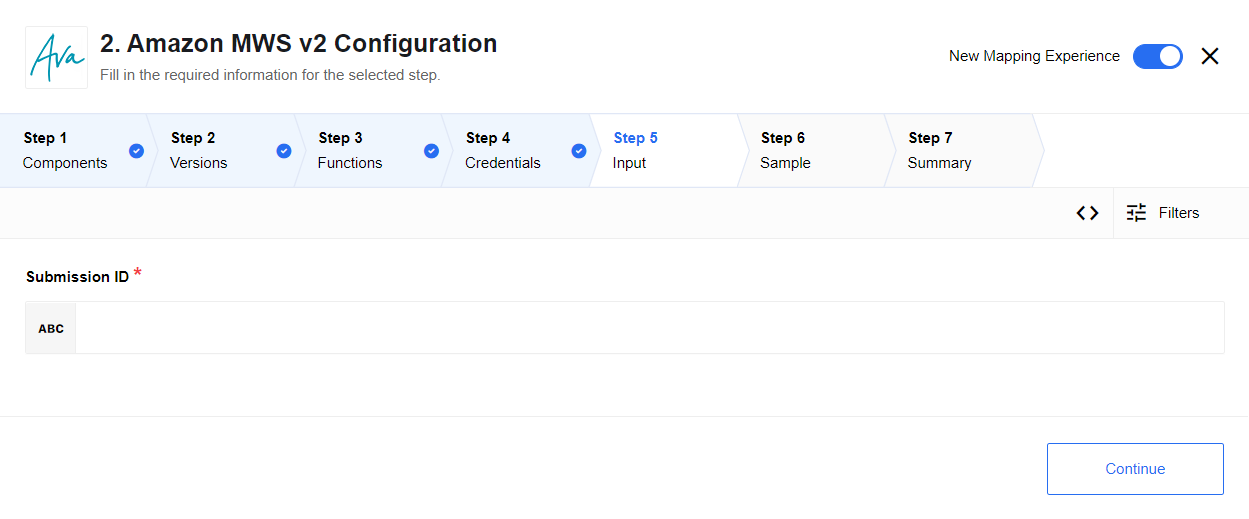 Ava
2. Amazon MWS v2 Configuration
Fill in the required information for the selected step.
New Mapping Experience
Step 1
Components
Step 2
Versions
Step 3
Functions
Step 4
Credentials
Step 5
Input
Step 6
Sample
Step 7
Summary
<> Filters
Submission ID *
ABC
Continue